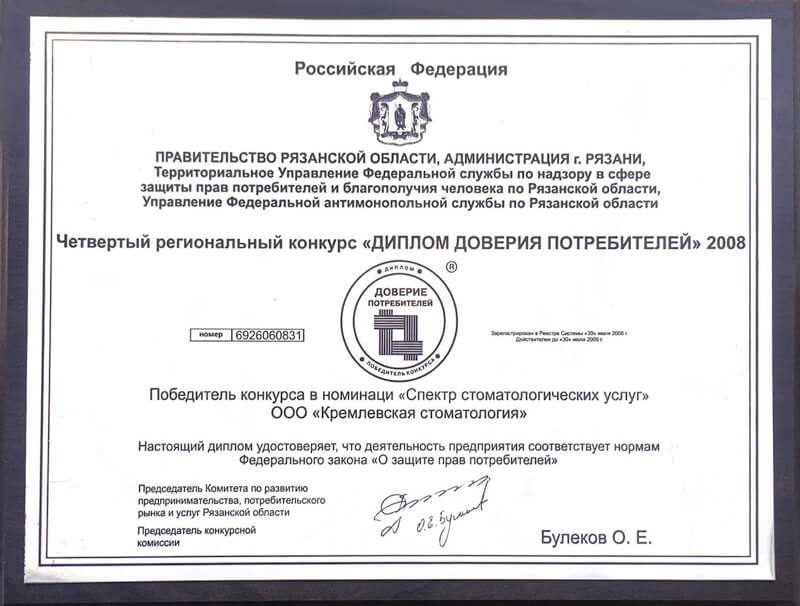 Российская Федерация
ПРАВИТЕЛЬСТВО РЯЗАНСКОЙ ОБЛАСТИ, АДМИНИСТРАЦИЯ г. РЯЗАНИ,
Территориальное Управление Федеральной службы по надзору в сфере
защиты прав потребителей и благополучия человека по Рязанской области,
Управление Федеральной антимонопольной службы по Рязанской области
Четвертый региональный конкурс «ДИПЛОМ ДОВЕРИЯ ПОТРЕБИТЕЛЕЙ» 2008
• ДИПЛОМ •
®
ДОВЕРИЕ
ПОТРЕБИТЕЛЕЙ
• ПОБЕДИТЕЛЬ КОНКУРСА •
номер 6926060831
Зарегистрирован в Реестре Системы «30» июля 2008 г.
Действителен до «30» июля 2009 г.
Победитель конкурса в номинаци «Спектр стоматологических услуг»
ООО «Кремлевская стоматология»
Настоящий диплом удостоверяет, что деятельность предприятия соответствует нормам
Федерального закона «О защите прав потребителей»
Председатель Комитета по развитию
предпринимательства, потребительского
рынка и услуг Рязанской области
Председатель конкурсной
комиссии
Булеков О. Е.